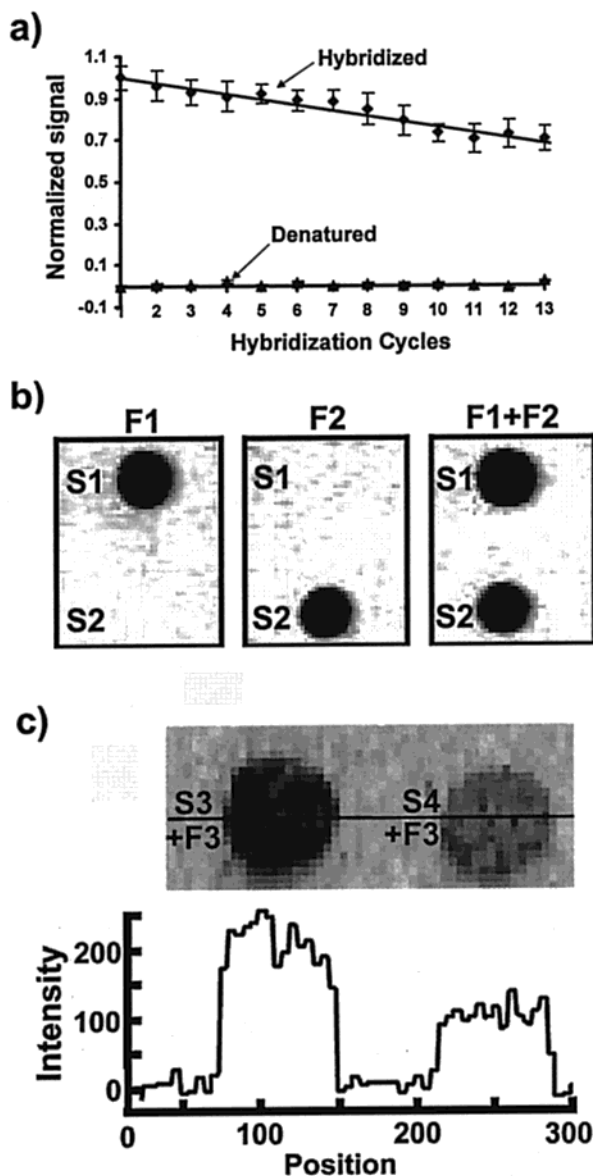 a)
1.1
0.9
0.7
0.5
0.3
0.1
-0.1
Normalized signal
Hybridized
Denatured
2 3 4 5 6 7 8 9 10 11 12 13
Hybridization Cycles
b)
F1 F2 F1+F2
S1 S1 S1
S2 S2 S2
c)
S3 S4
+F3 +F3
Intensity
200
100
0
0 100 200 300
Position